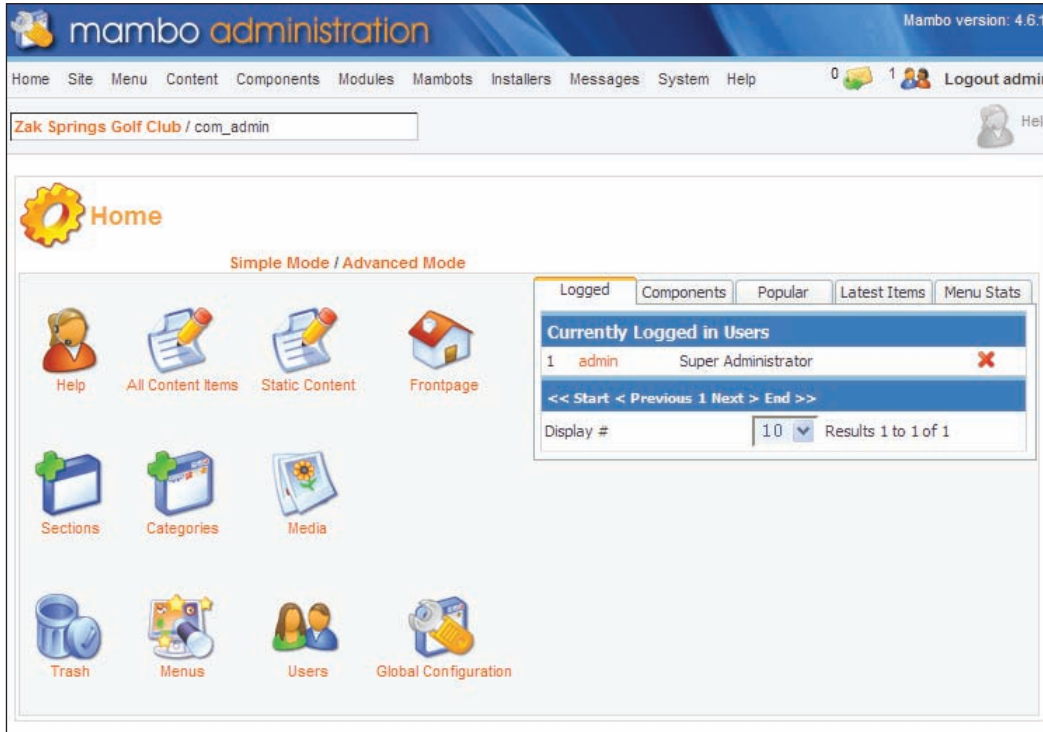 mambo administration
Mambo version: 4.6.1
Home Site Menu Content Components Modules Mambots Installers Messages System Help 0 1 Logout admin
Zak Springs Golf Club / com_admin
Help
Home
Simple Mode / Advanced Mode
Logged Components Popular Latest Items Menu Stats
Currently Logged in Users
1 admin Super Administrator
<< Start < Previous 1 Next > End >>
Display # 10 Results 1 to 1 of 1
Help All Content Items Static Content Frontpage
Sections Categories Media
Trash Menus Users Global Configuration